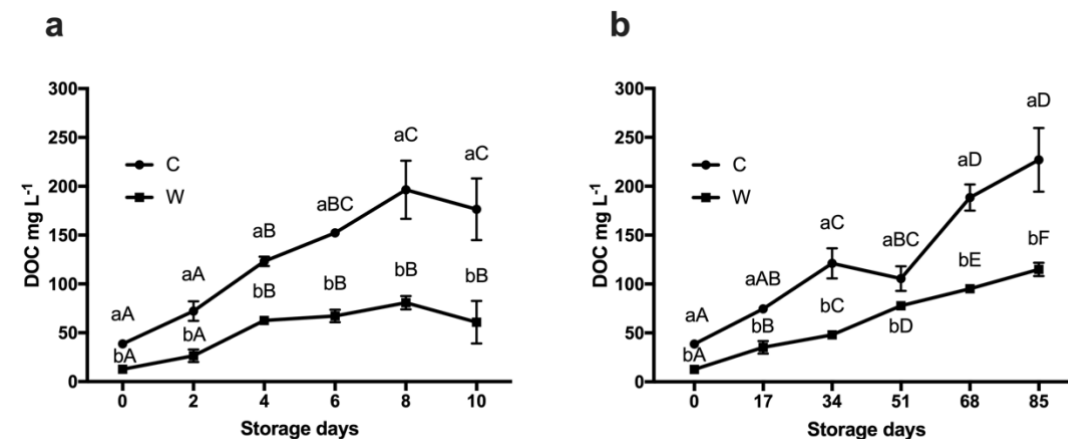 a
300
250
200
150
100
50
0
DOC mg L-1
C
W
aA
aA
aB
aBC
aC
aC
bA
bA
bB
bB
bB
bB
0 2 4 6 8 10
Storage days
b
300
250
200
150
100
50
0
DOC mg L-1
C
W
aA
aAB
aC
aBC
aD
aD
bA
bB
bC
bD
bE
bF
0 17 34 51 68 85
Storage days